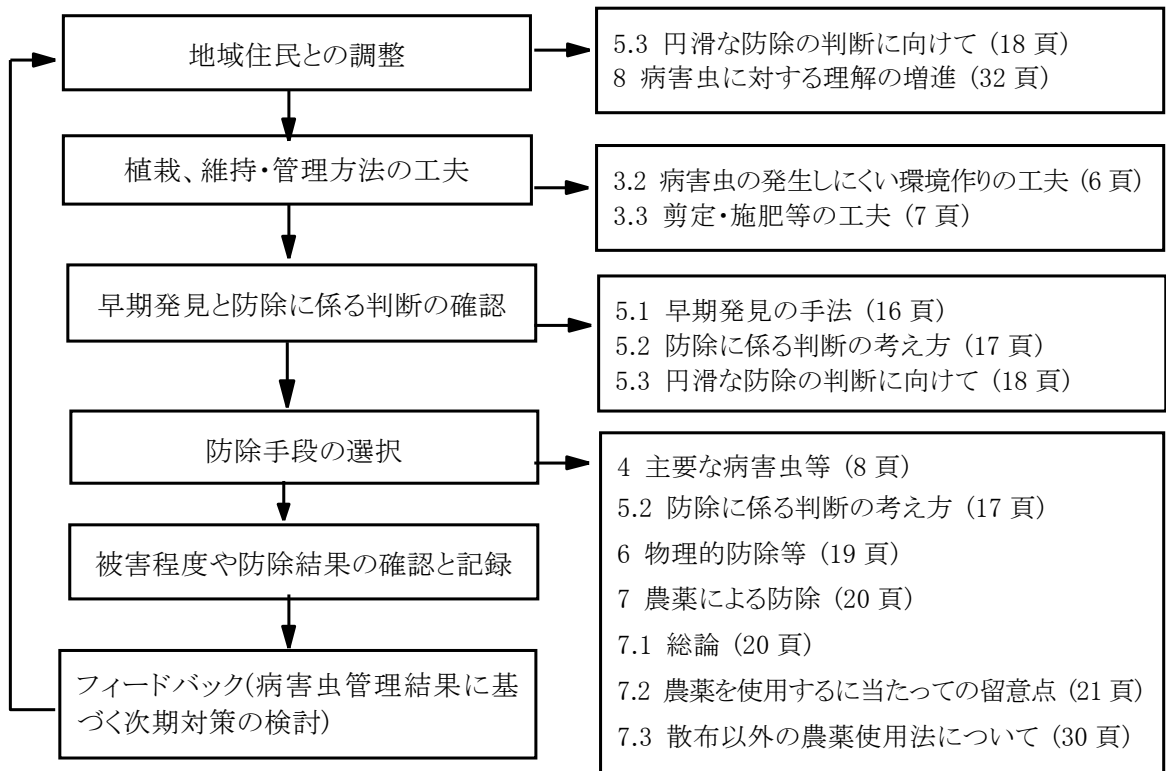 地域住民との調整
5.3 円滑な防除の判断に向けて (18 頁)
8 病害虫に対する理解の増進 (32 頁)
植栽、維持・管理方法の工夫
3.2 病害虫の発生しにくい環境作りの工夫 (6 頁)
3.3 剪定・施肥等の工夫 (7 頁)
早期発見と防除に係る判断の確認
5.1 早期発見の手法 (16 頁)
5.2 防除に係る判断の考え方 (17 頁)
5.3 円滑な防除の判断に向けて (18 頁)
防除手段の選択
4 主要な病害虫等 (8 頁)
5.2 防除に係る判断の考え方 (17 頁)
6 物理的防除等 (19 頁)
7 農薬による防除 (20 頁)
7.1 総論 (20 頁)
7.2 農薬を使用するに当たっての留意点 (21 頁)
7.3 散布以外の農薬使用法について (30 頁)
被害程度や防除結果の確認と記録
フィードバック(病害虫管理結果に基
づく次期対策の検討)